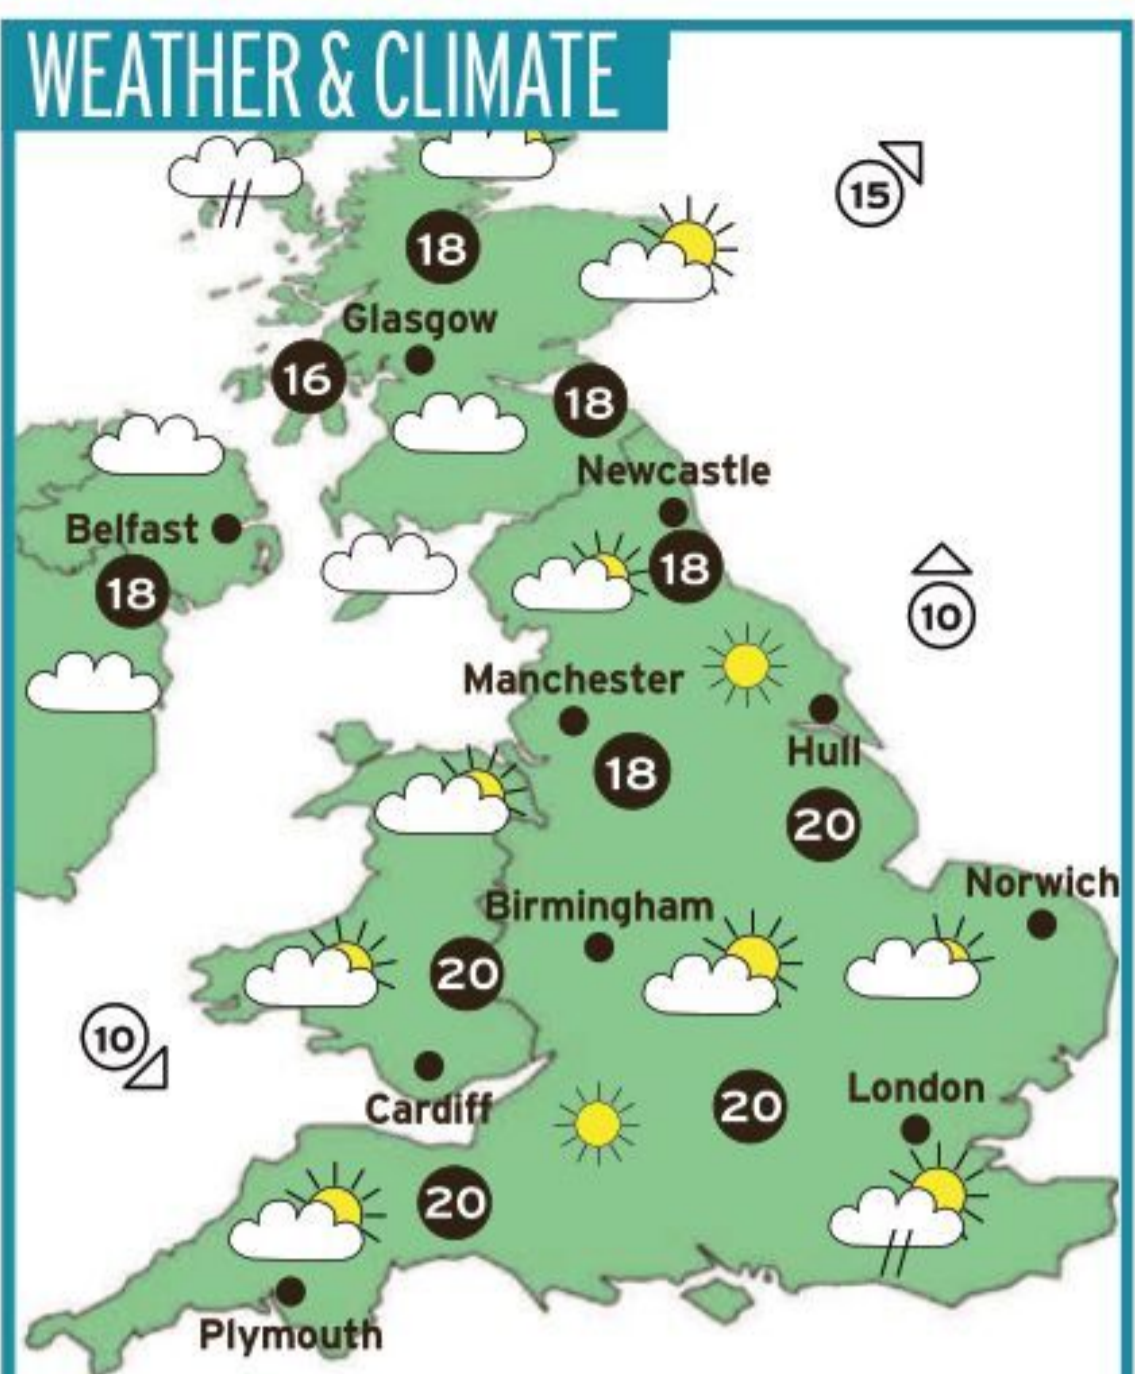 WEATHER & CLIMATE
15
18
Glasgow
16
18
Newcastle
Belfast
18
18
10
Manchester
Hull
18
20
Norwich
Birmingham
20
10
London
Cardiff
20
20
Plymouth